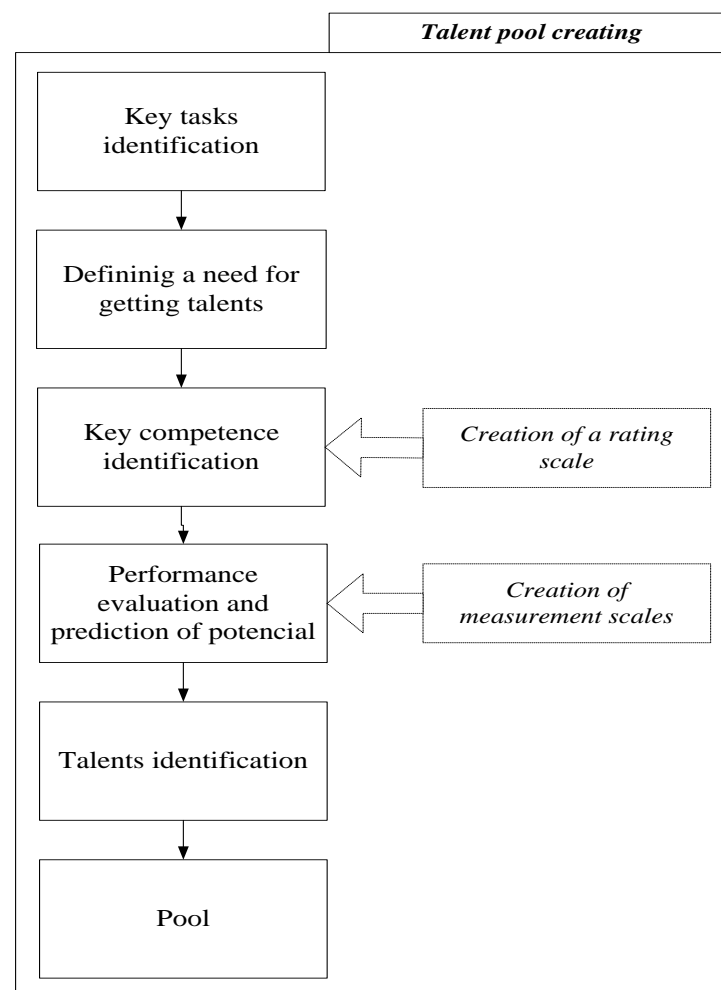 Talent pool creating
Key tasks
identification
Defininig a need for
getting talents
Key competence
identification
Creation of a rating
scale
Performance
evaluation and
prediction of potencial
Creation of
measurement scales
Talents identification
Pool